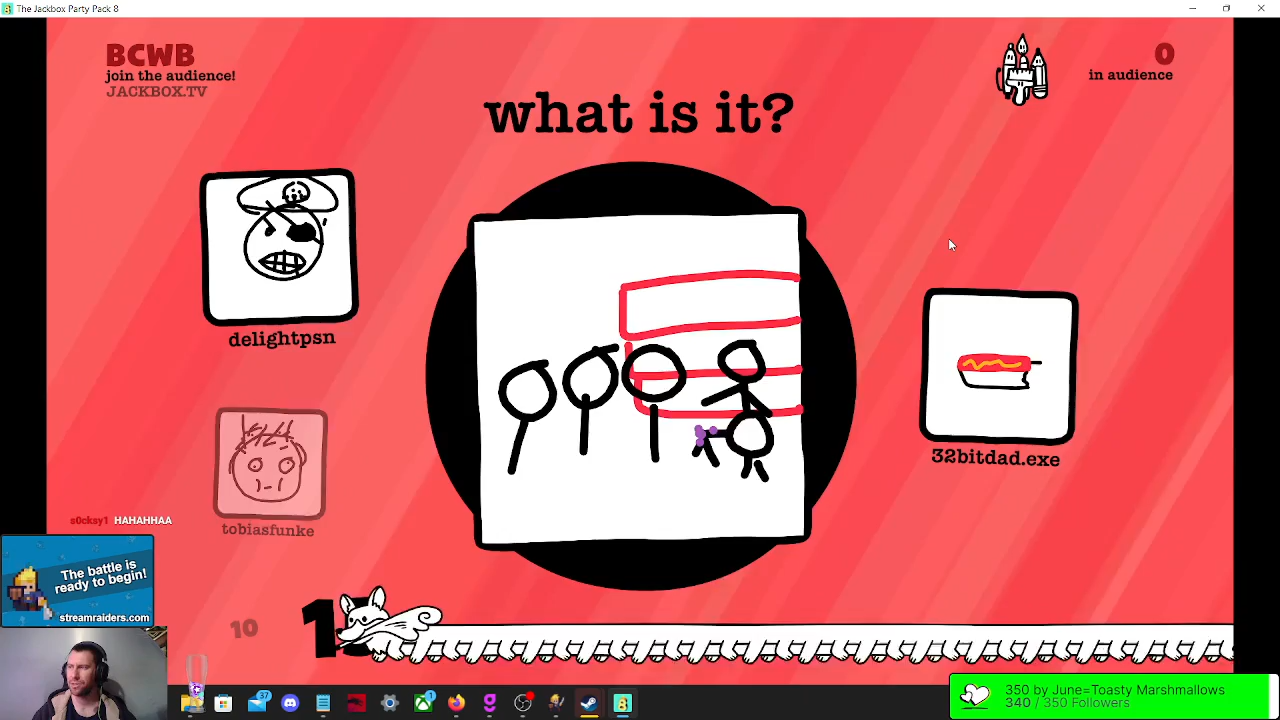 The Jackbox Party Pack 8
BCWB
join the audience!
JACKBOX.TV
0
in audience
what is it?
delightpsn
32bitdad.exe
tobiasfunke
s0cksy1 HAHAHHAA
The battle is
ready to begin!
streamraiders.com
10
37
1
350 by June=Toasty Marshmallows
340 / 350 Followers